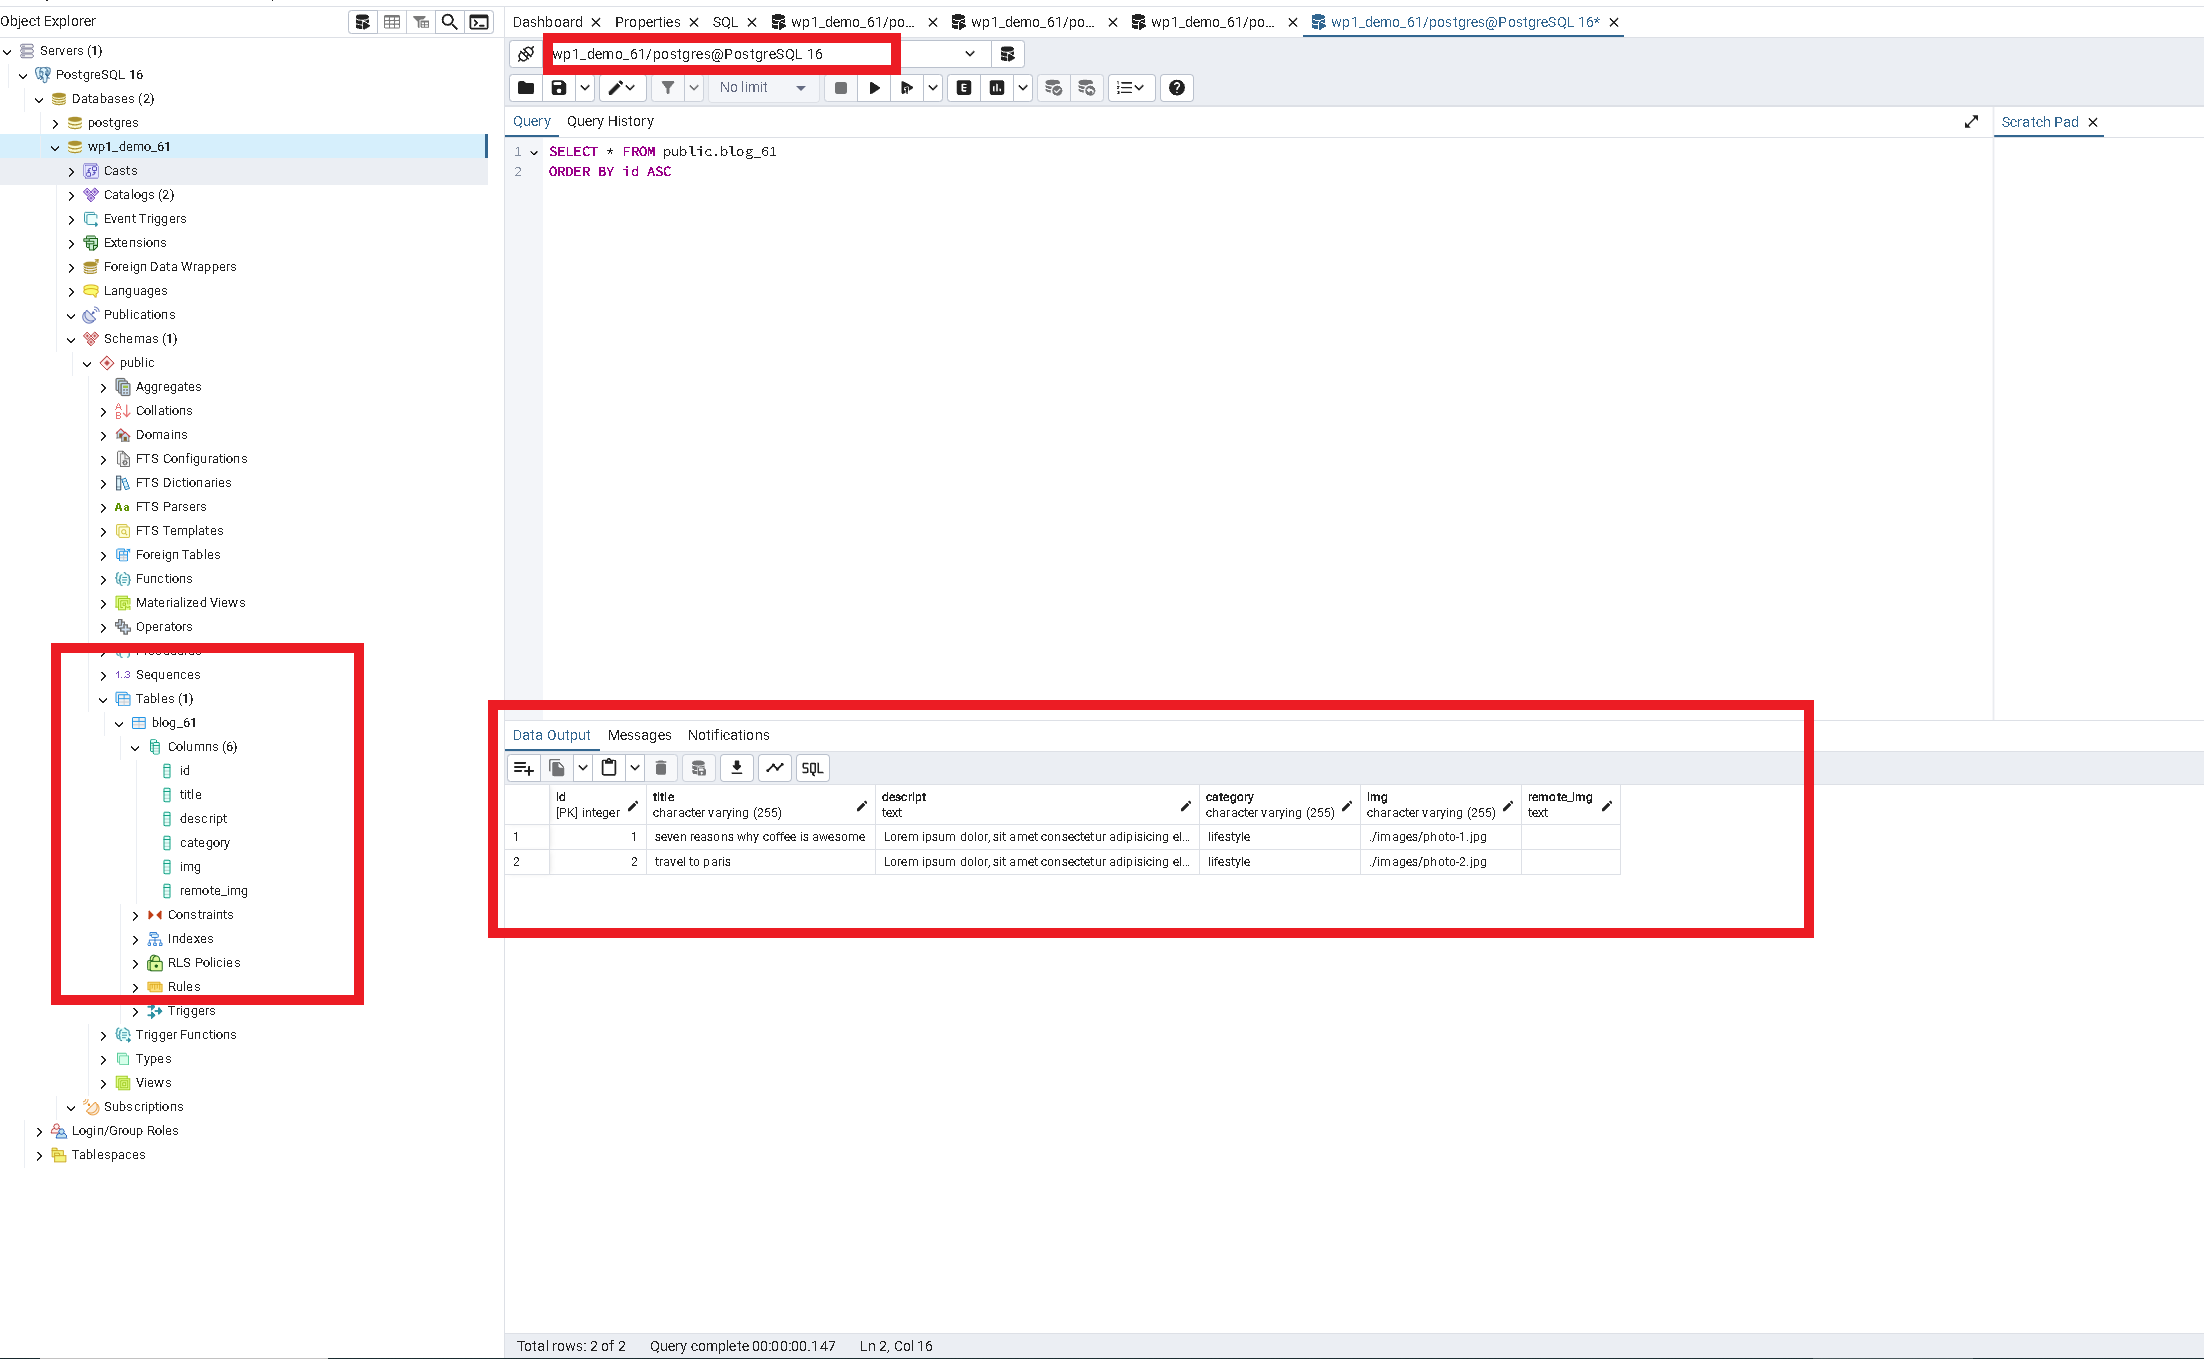 Object Explorer
Servers (1)
PostgreSQL 16
Databases (2)
postgres
wp1_demo_61
Casts
Catalogs (2)
Event Triggers
Extensions
Foreign Data Wrappers
Languages
Publications
Schemas (1)
public
Aggregates
Collations
Domains
FTS Configurations
FTS Dictionaries
Aa FTS Parsers
FTS Templates
Foreign Tables
Functions
Materialized Views
Operators
Procedures
1..3 Sequences
Tables (1)
blog_61
Columns (6)
id
title
descript
category
img
remote_img
Constraints
Indexes
RLS Policies
Rules
Triggers
Trigger Functions
Types
Views
Subscriptions
Login/Group Roles
Tablespaces
Dashboard Properties SQL wp1_demo_61/po... wp1_demo_61/po... wp1_demo_61/po... wp1_demo_61/postgres@PostgreSQL 16*
wp1_demo_61/postgres@PostgreSQL 16
No limit E
Query Query History Scratch Pad
1 SELECT * FROM public.blog_61
2 ORDER BY id ASC
Data Output Messages Notifications
SQL
id title descript category img remote_img
[PK] integer character varying (255) text character varying (255) character varying (255) text
1 1 seven reasons why coffee is awesome Lorem ipsum dolor, sit amet consectetur adipisicing el... lifestyle ./images/photo-1.jpg
2 2 travel to paris Lorem ipsum dolor, sit amet consectetur adipisicing el... lifestyle ./images/photo-2.jpg
Total rows: 2 of 2 Query complete 00:00:00.147 Ln 2, Col 16